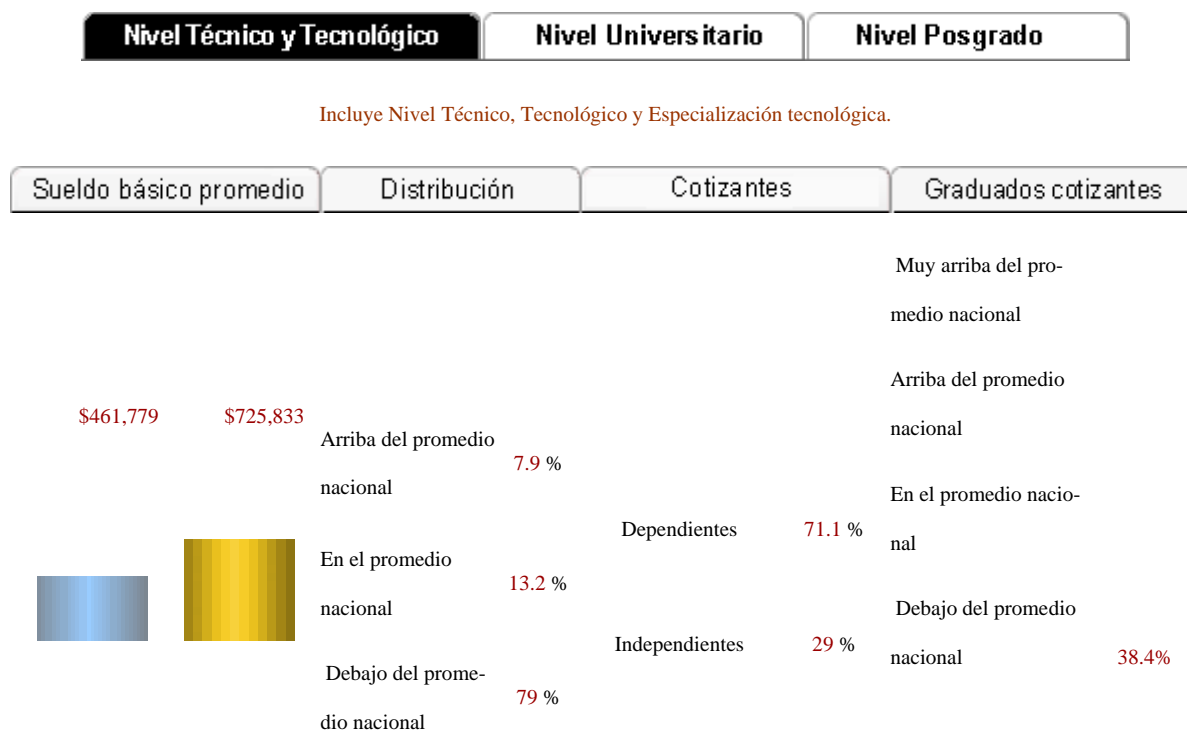 Nivel Técnico y Tecnológico
Nivel Universitario
Nivel Posgrado
Incluye Nivel Técnico, Tecnológico y Especialización tecnológica.
Sueldo básico promedio
Distribución
Cotizantes
Graduados cotizantes
$461,779
$725,833
Arriba del promedio
nacional
7.9 %
En el promedio
nacional
13.2 %
Debajo del prome-
dio nacional
79 %
Dependientes
71.1 %
Independientes
29 %
Muy arriba del pro-
medio nacional
Arriba del promedio
nacional
En el promedio nacio-
nal
Debajo del promedio
nacional
38.4%